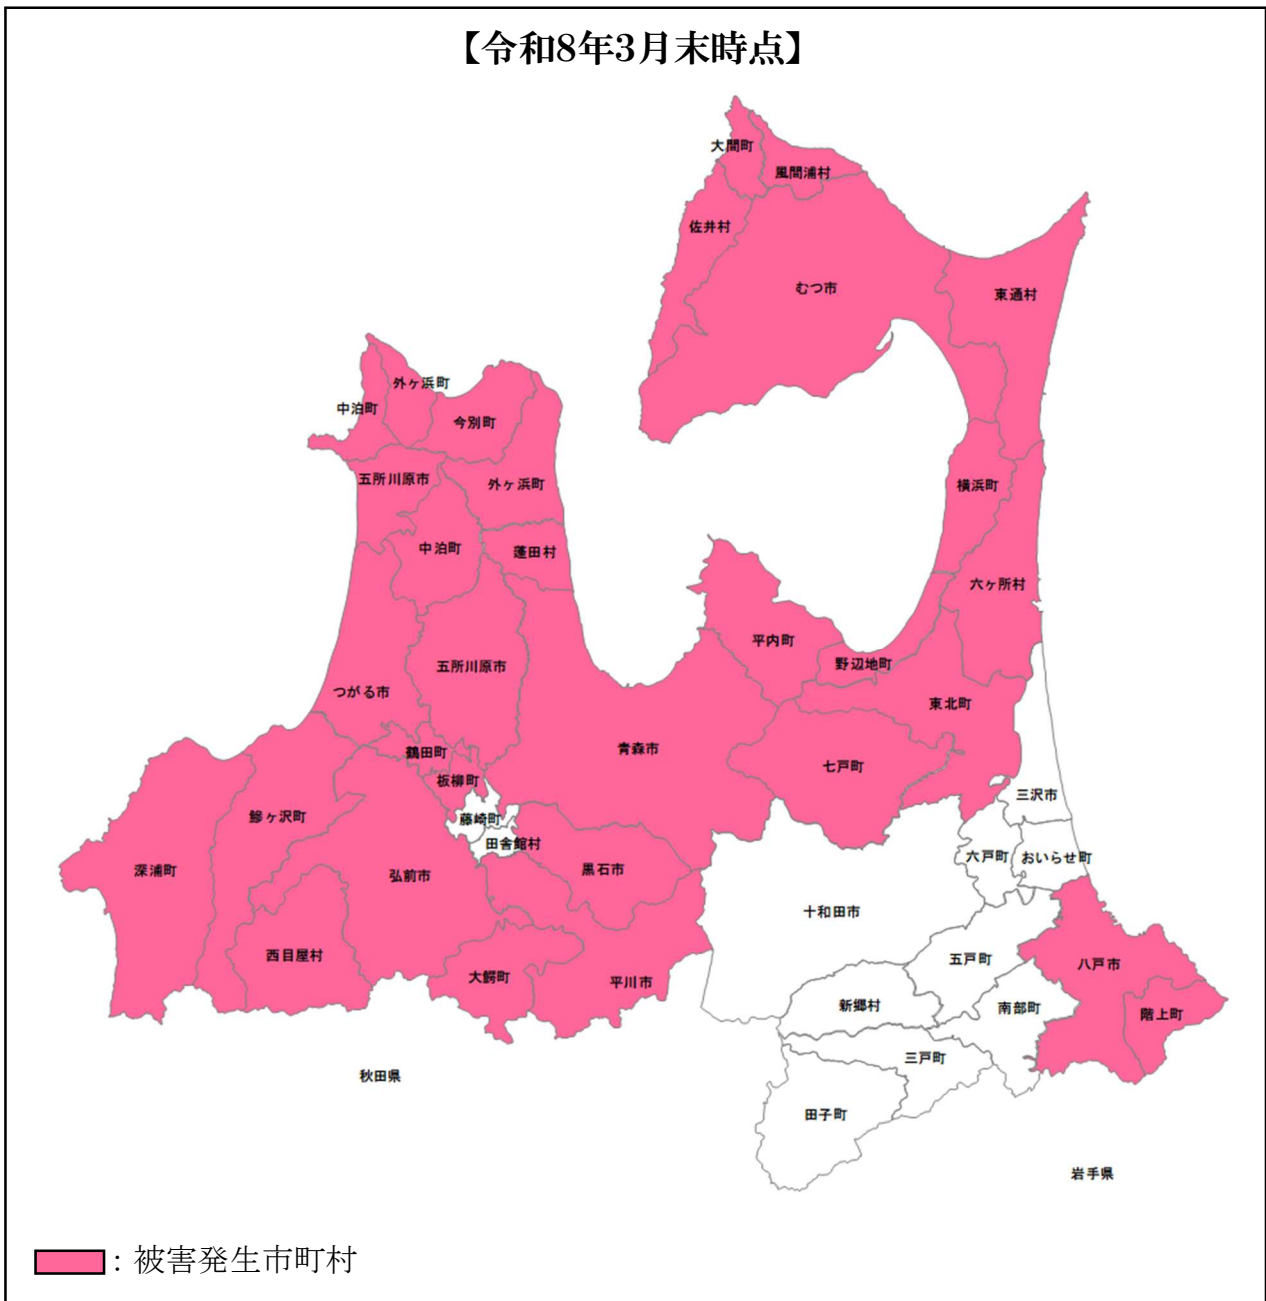 【令和8年3月末時点】
大間町
風間浦村
佐井村
むつ市
東通村
外ヶ浜町
中泊町
今別町
五所川原市
外ヶ浜町
横浜町
中泊町
蓬田村
六ヶ所村
平内町
野辺地町
五所川原市
つがる市
東北町
青森市
鶴田町
七戸町
板柳町
三沢市
鰺ヶ沢町
藤崎町
田舎館村
六戸町
おいらせ町
深浦町
弘前市
黒石市
十和田市
西目屋村
五戸町
八戸市
大鰐町
平川市
新郷村
南部町
階上町
三戸町
秋田県
田子町
岩手県
：被害発生市町村